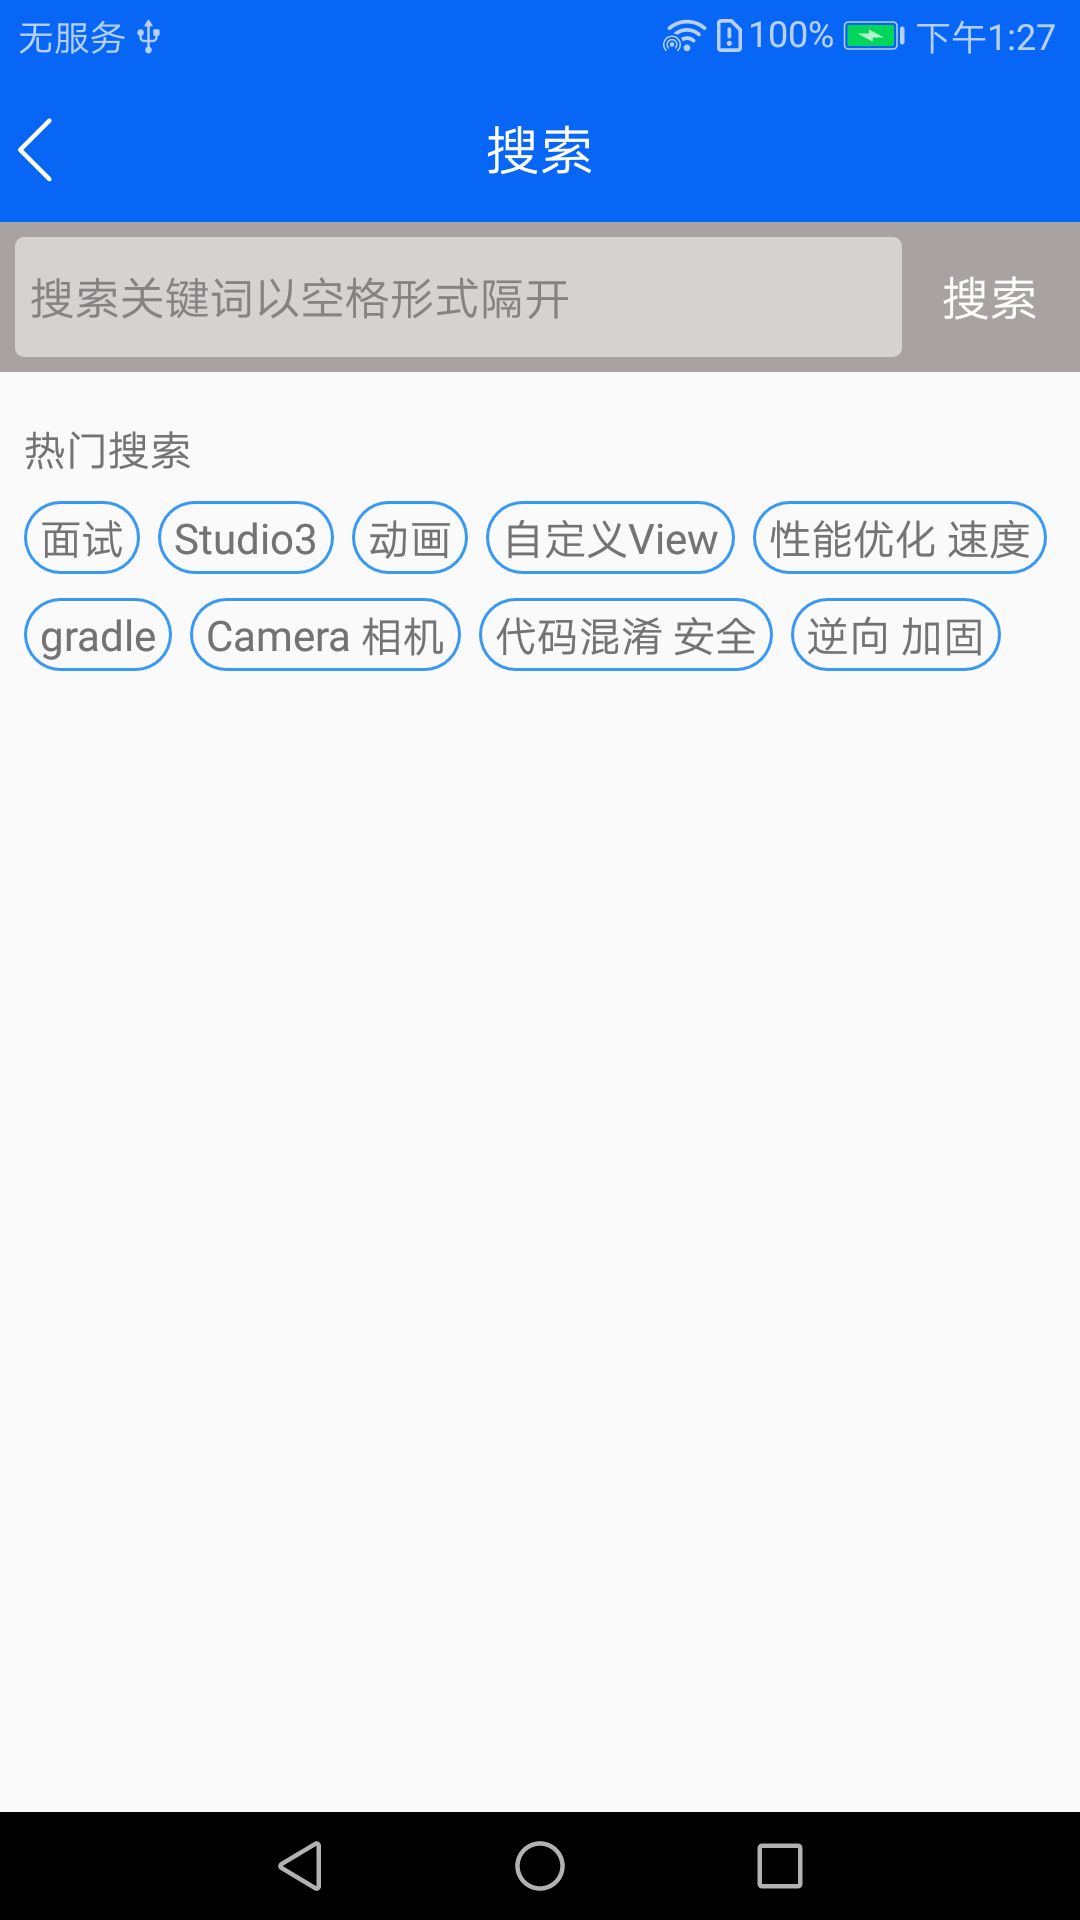 无服务 100% 下午1:27
搜索
搜索关键词以空格形式隔开 搜索
热门搜索
面试 Studio3 动画 自定义View 性能优化 速度
gradle Camera 相机 代码混淆 安全 逆向 加固